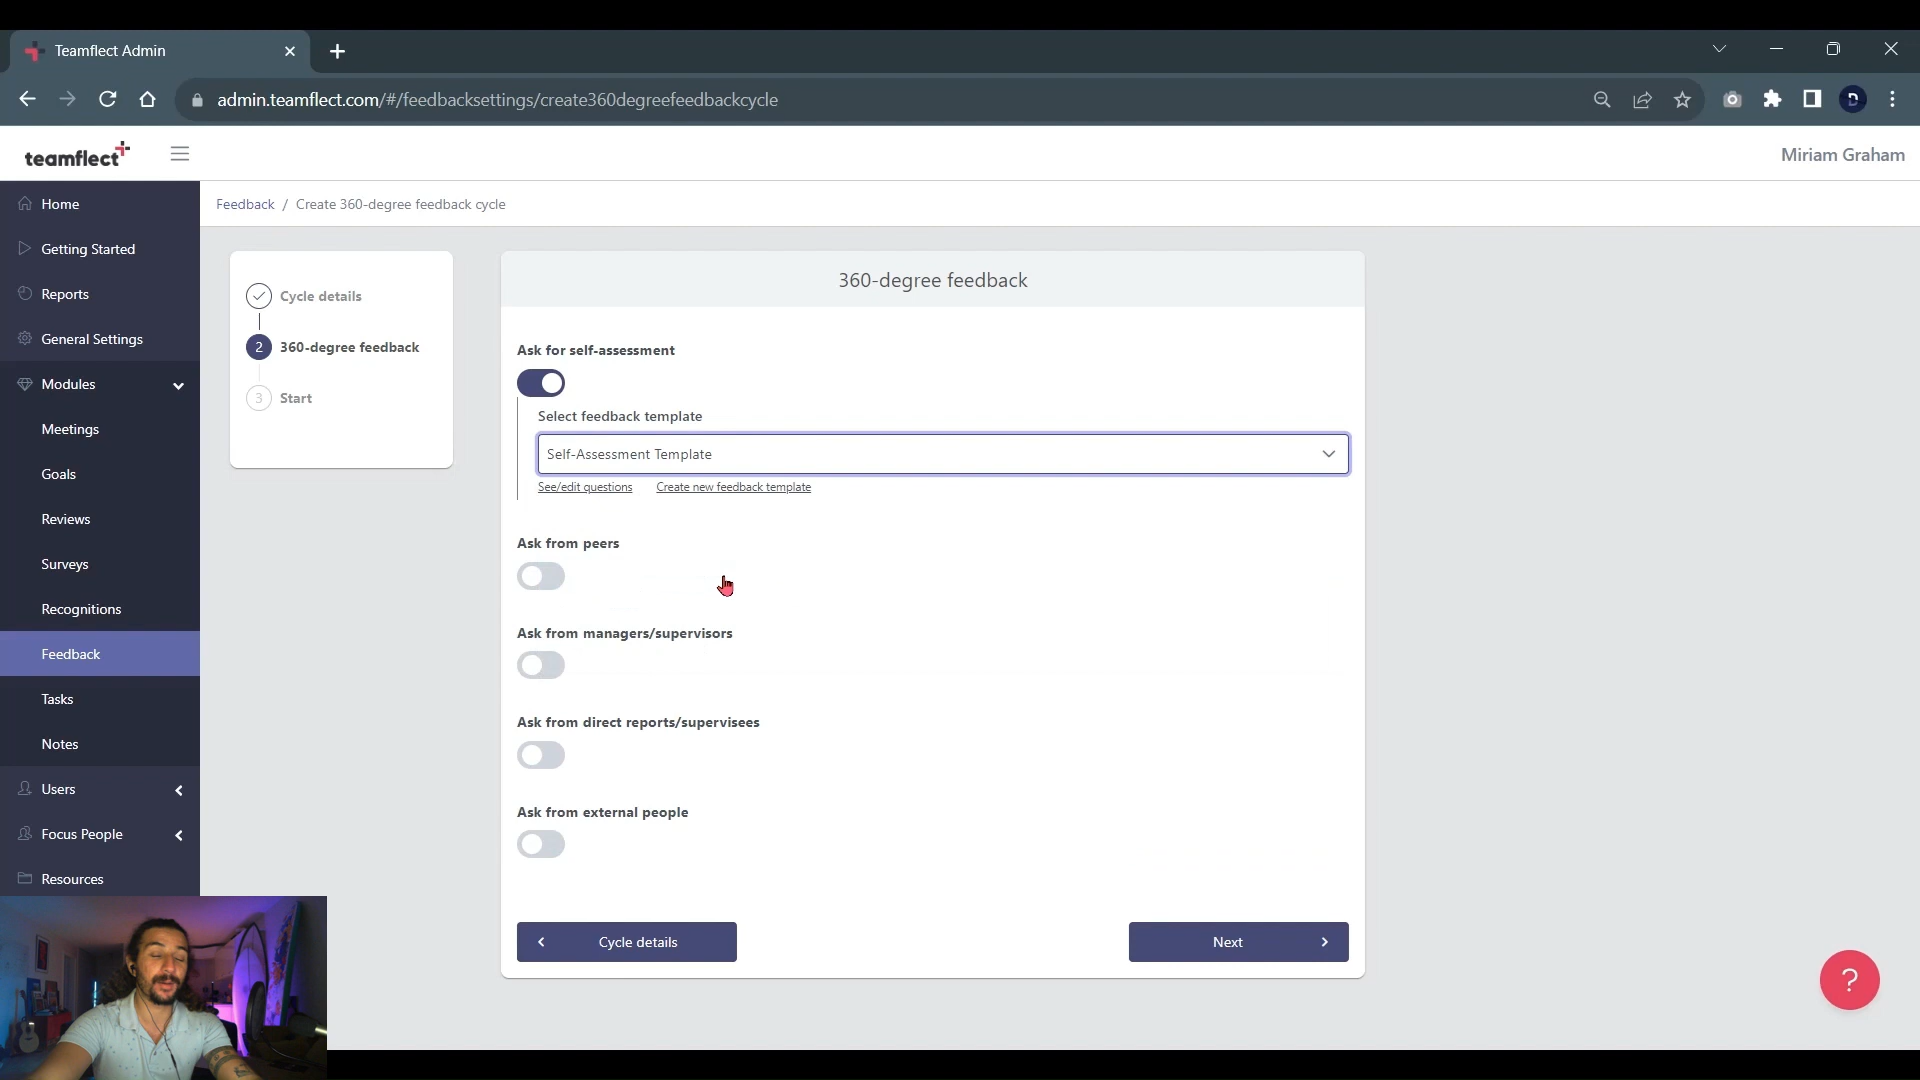 Teamflect Admin
admin.teamflect.com/#/feedbacksettings/create360degreefeedbackcycle
D
teamflect
Miriam Graham
Home
Getting Started
Reports
General Settings
Modules
Meetings
Goals
Reviews
Surveys
Recognitions
Feedback
Tasks
Notes
Users
Focus People
Resources
Feedback / Create 360-degree feedback cycle
Cycle details
2 360-degree feedback
3 Start
360-degree feedback
Ask for self-assessment
Select feedback template
Self-Assessment Template
See/edit questions Create new feedback template
Ask from peers
Ask from managers/supervisors
Ask from direct reports/supervisees
Ask from external people
Cycle details
Next
?